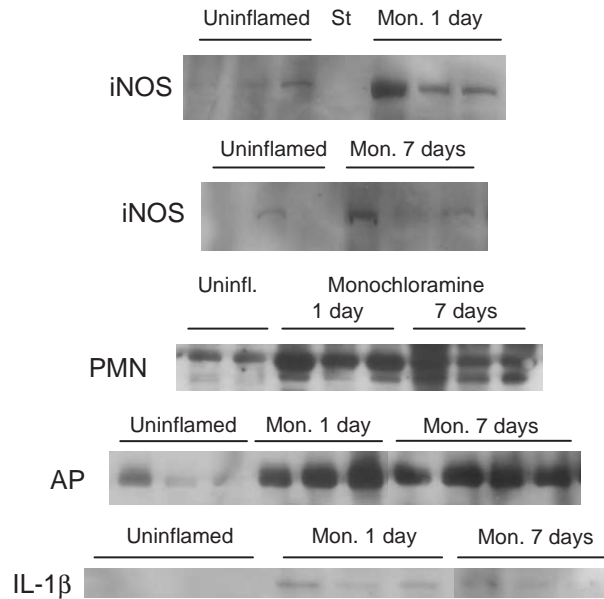 Uninflamed St Mon. 1 day
iNOS
Uninflamed Mon. 7 days
iNOS
Uninfl. Monochloramine
1 day 7 days
PMN
Uninflamed Mon. 1 day Mon. 7 days
AP
Uninflamed Mon. 1 day Mon. 7 days
IL-1β